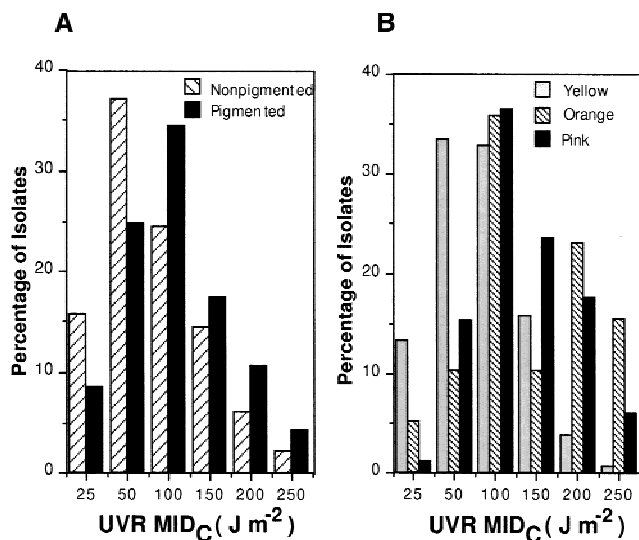 A
Percentage of Isolates
40
30
20
10
0
Nonpigmented
Pigmented
25 50 100 150 200 250
UVR MIDC ( J m-2)
B
Percentage of Isolates
40
30
20
10
0
Yellow
Orange
Pink
25 50 100 150 200 250
UVR MIDC ( J m-2)